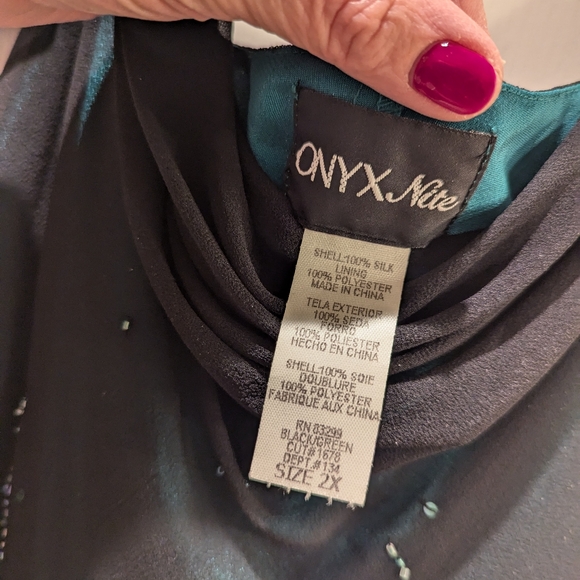 ONYX Nite
SHELL:100% SILK
LINING
100% POLYESTER
MADE IN CHINA
TELA EXTERIOR
100% SEDA
FORRO
100% POLIESTER
HECHO EN CHINA
SHELL:100% SOIE
DOUBLURE
100% POLYESTER
FABRIQUE AUX CHINA
RN 83299
BLACK/GREEN
CUT#1678
DEPT.#134
SIZE 2X